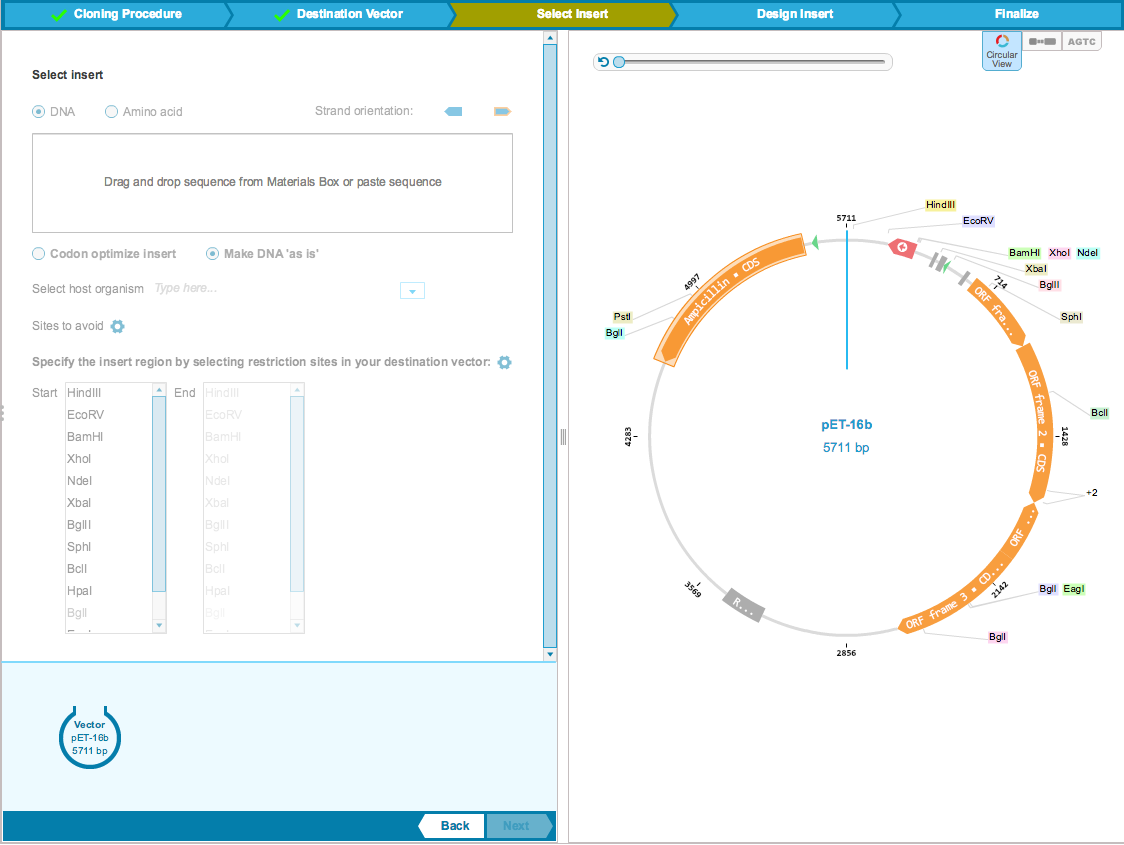 Cloning Procedure
Destination Vector
Select Insert
Design Insert
Finalize
Select insert
DNA
Amino acid
Strand orientation:
Drag and drop sequence from Materials Box or paste sequence
Codon optimize insert
Make DNA 'as is'
Select host organism
Type here...
Sites to avoid
Specify the insert region by selecting restriction sites in your destination vector:
Start
HindIII
EcoRV
BamHI
XhoI
NdeI
XbaI
BglII
SphI
BclI
HpaI
BglI
End
HindIII
EcoRV
BamHI
XhoI
NdeI
XbaI
BglII
SphI
BclI
HpaI
BglI
Vector
pET-16b
5711 bp
Back
Next
Circular
View
AGTC
5711
HindIII
EcoRV
BamHI XhoI NdeI
XbaI
BglII
714
SphI
ORF fra...
BclI
ORF frame 2 ▪ CDS
1428
+2
ORF ...
BglI EagI
2142
ORF frame 3 ▪ CD...
BglI
2856
R...
3569
4283
PstI
BglI
4997
Ampicillin ▪ CDS
pET-16b
5711 bp